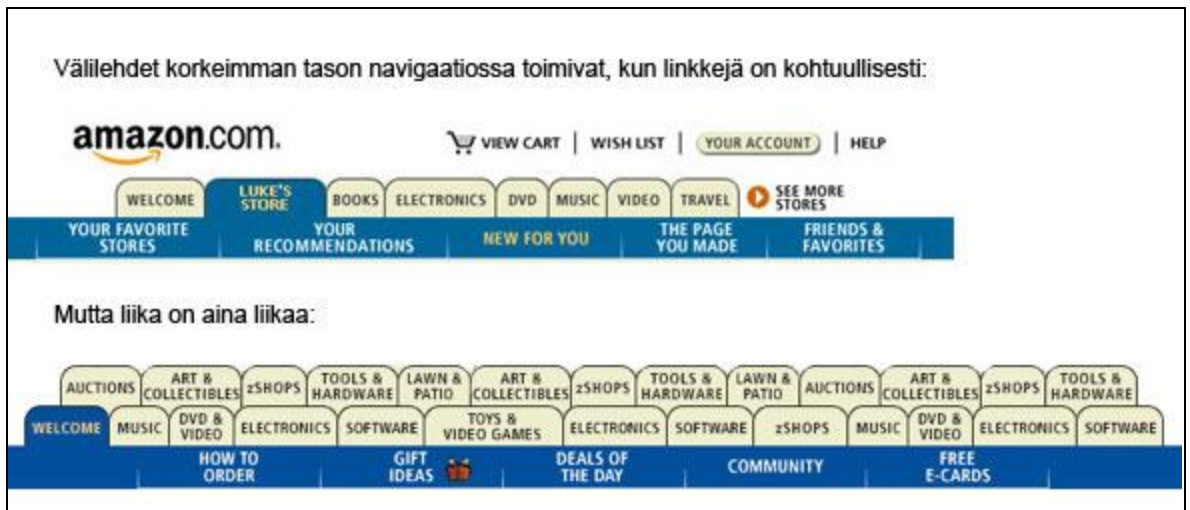 Välilehdet korkeimman tason navigaatiossa toimivat, kun linkkejä on kohtuullisesti:
amazon.com.
VIEW CART | WISH LIST | YOUR ACCOUNT | HELP
WELCOME LUKE'S STORE BOOKS ELECTRONICS DVD MUSIC VIDEO TRAVEL SEE MORE STORES
YOUR FAVORITE STORES YOUR RECOMMENDATIONS NEW FOR YOU THE PAGE YOU MADE FRIENDS & FAVORITES
Mutta liika on aina liikaa:
AUCTIONS ART & COLLECTIBLES zSHOPS TOOLS & HARDWARE LAWN & PATIO ART & COLLECTIBLES zSHOPS TOOLS & HARDWARE LAWN & PATIO AUCTIONS ART & COLLECTIBLES zSHOPS TOOLS & HARDWARE
WELCOME MUSIC DVD & VIDEO ELECTRONICS SOFTWARE TOYS & VIDEO GAMES ELECTRONICS SOFTWARE zSHOPS MUSIC DVD & VIDEO ELECTRONICS SOFTWARE
HOW TO ORDER GIFT IDEAS DEALS OF THE DAY COMMUNITY FREE E-CARDS